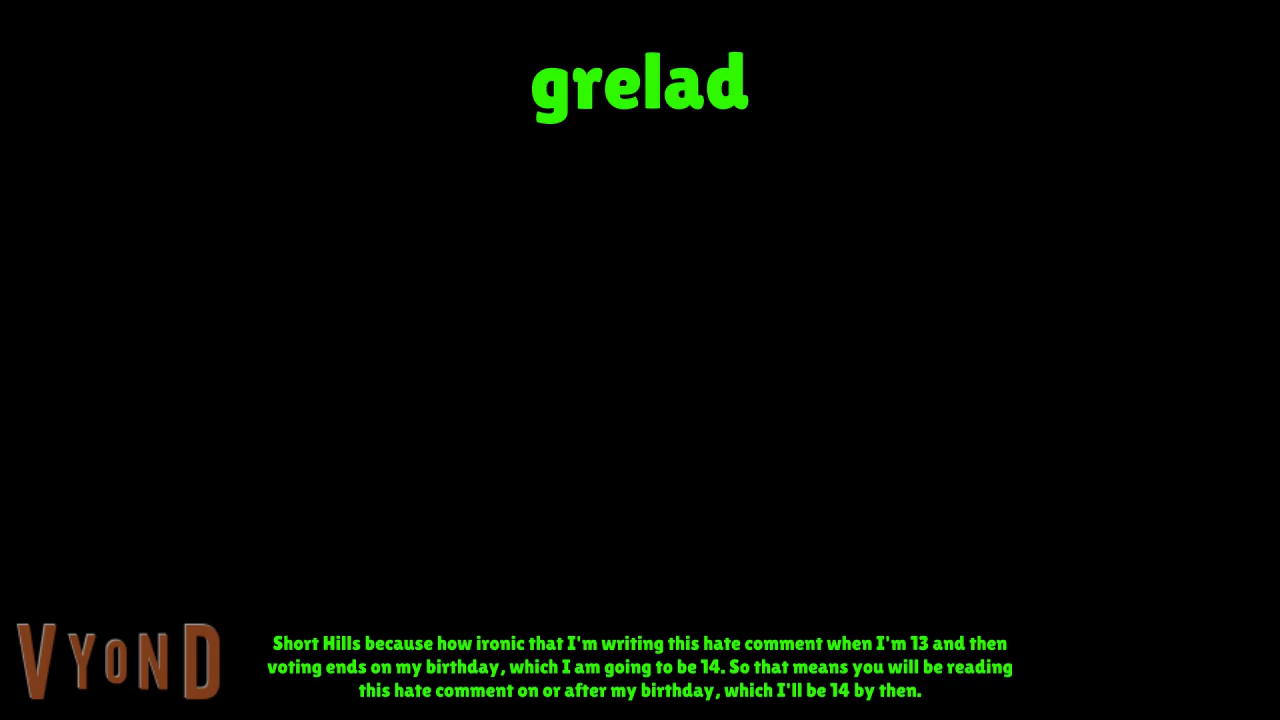 grelad
VYonD
Short Hills because how ironic that I'm writing this hate comment when I'm 13 and then
voting ends on my birthday, which I am going to be 14. So that means you will be reading
this hate comment on or after my birthday, which I'll be 14 by then.